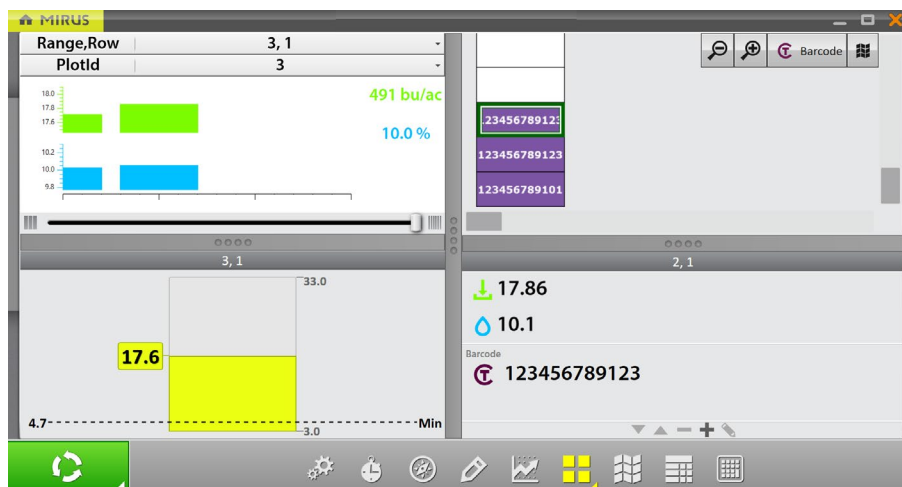 MIRUS
Range,Row 3, 1
PlotId 3
18.0
17.8
17.6
491 bu/ac
10.0 %
10.2
10.0
9.8
3, 1
33.0
17.6
4.7 Min
3.0
Barcode
123456789123
123456789101
2, 1
17.86
10.1
Barcode
123456789123